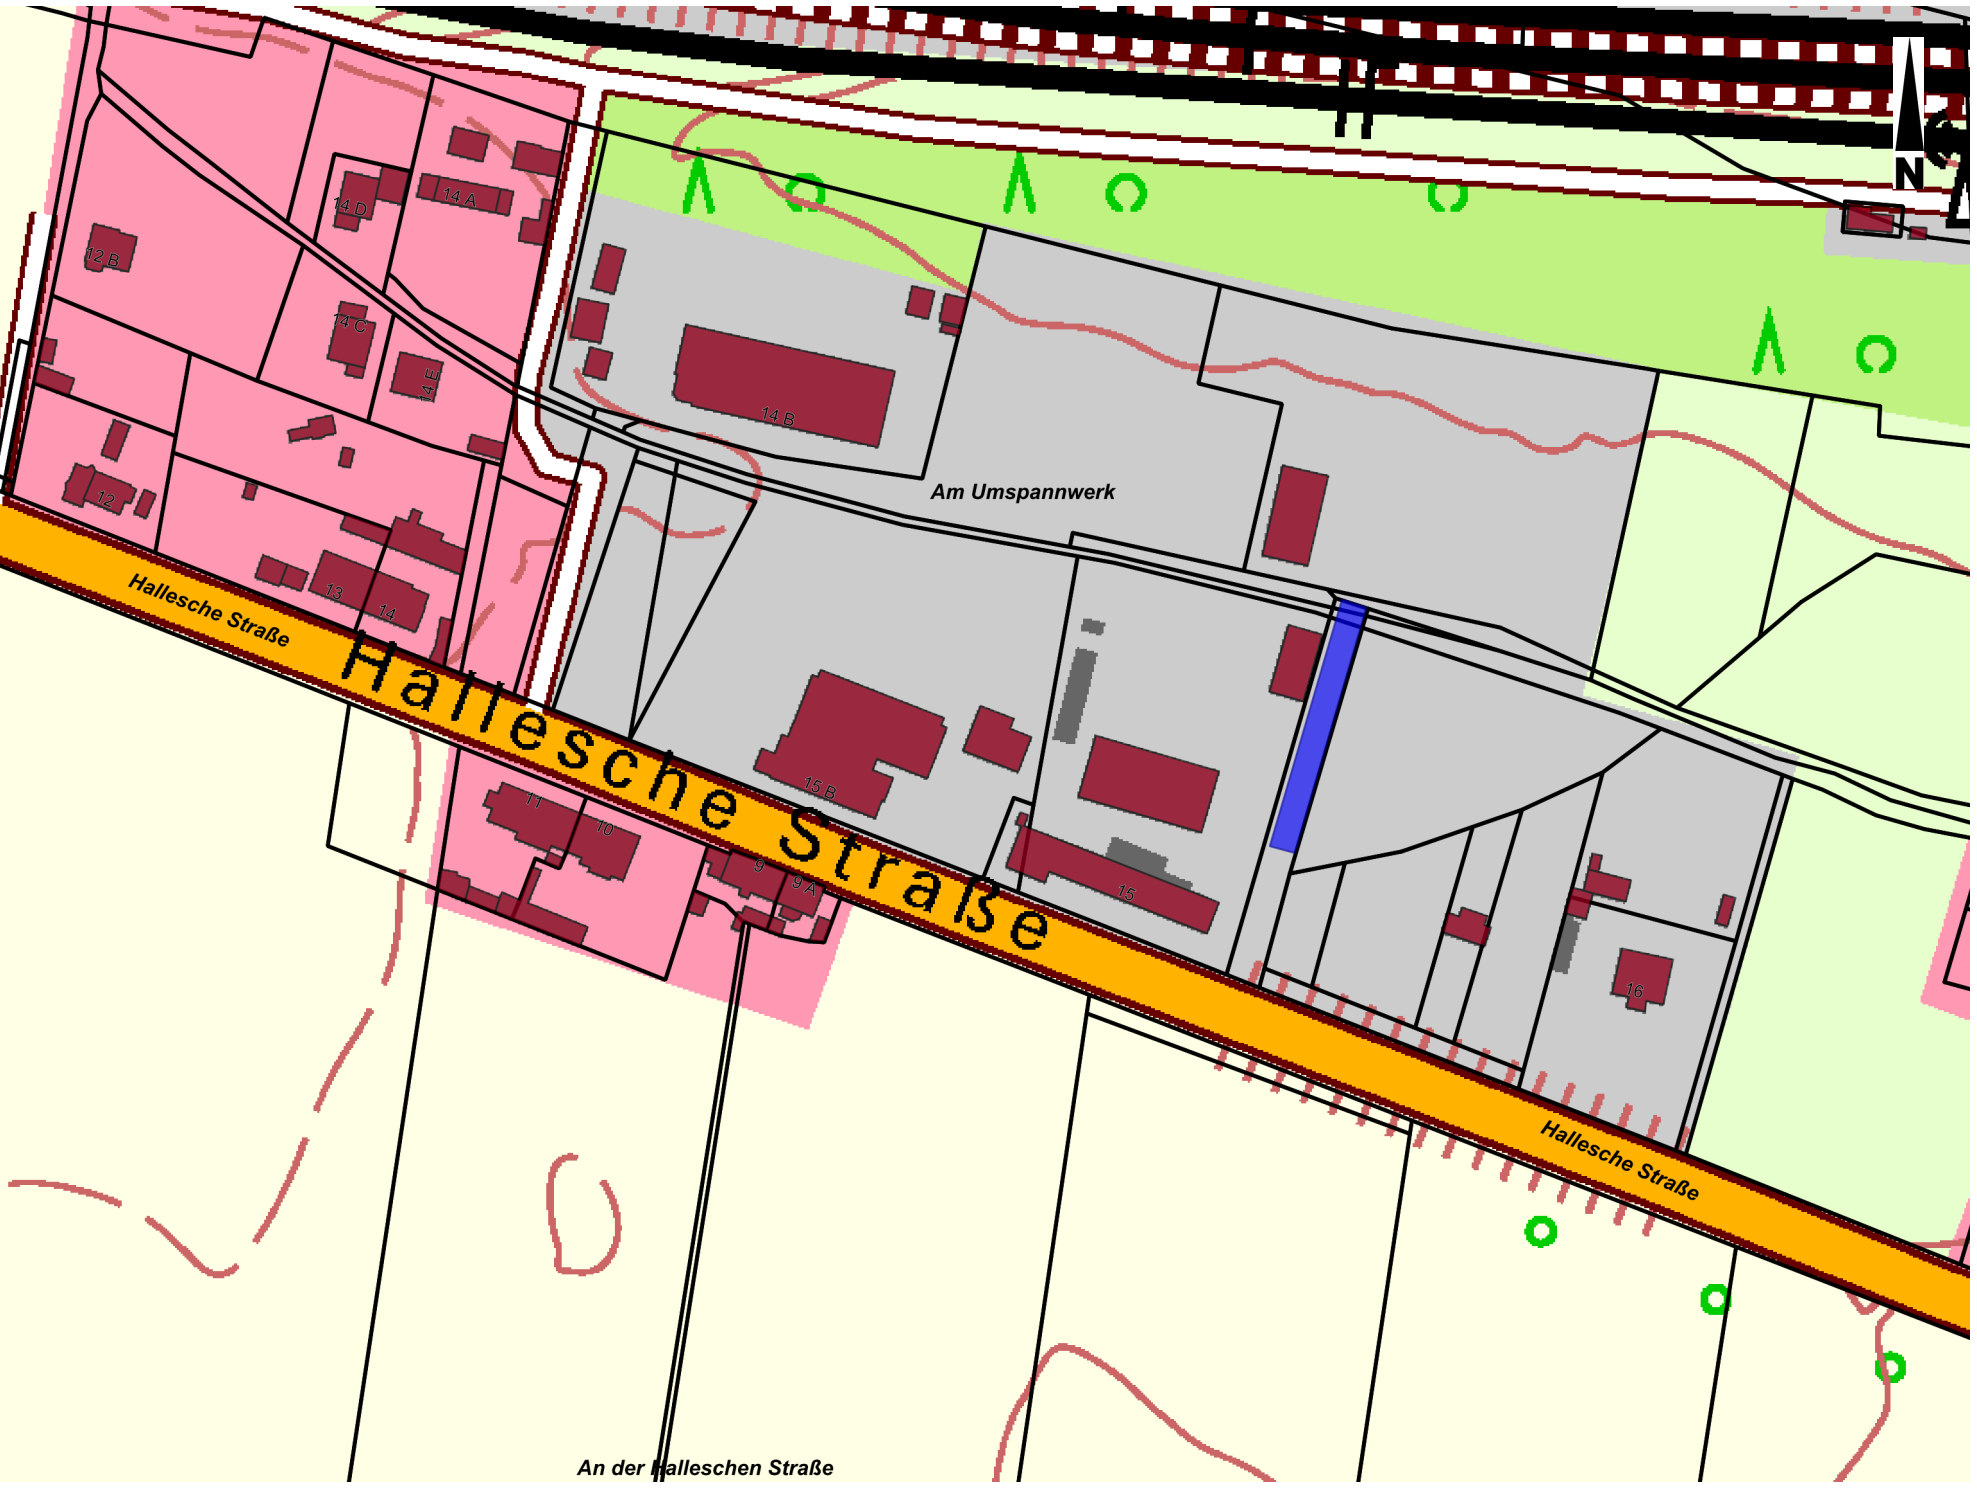 N
14 D
14 A
12 B
14 C
14 E
14 B
12
Am Umspannwerk
13
14
Hallesche Straße
Hallesche Straße
15 B
11
10
9
9 A
15
16
Hallesche Straße
An der Halleschen Straße